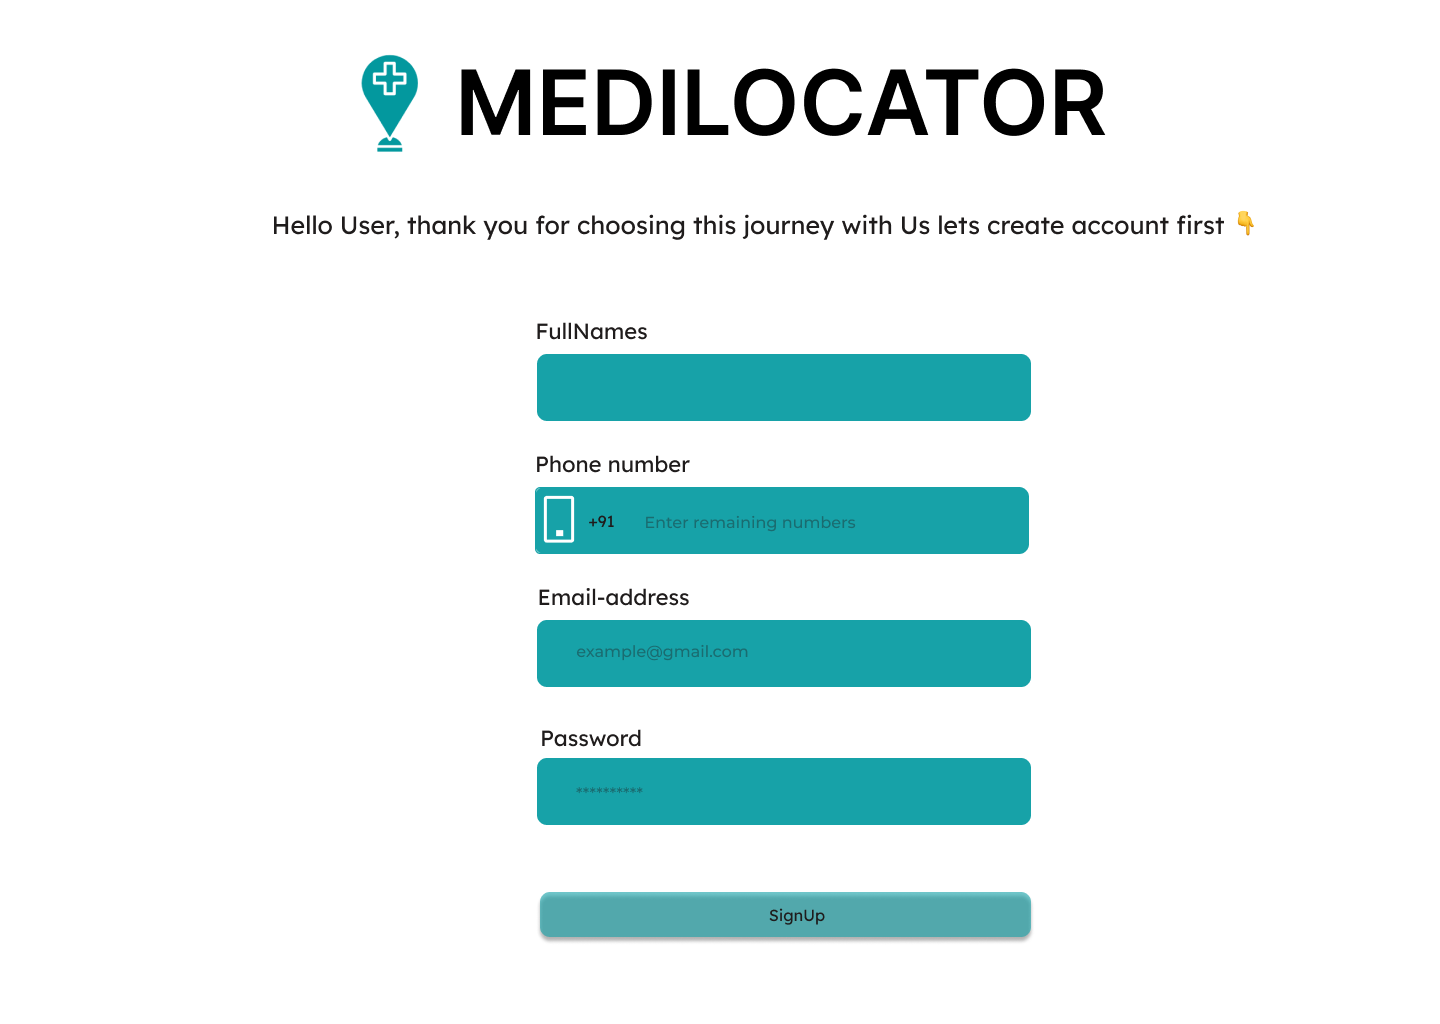 MEDILOCATOR
Hello User, thank you for choosing this journey with Us lets create account first 👇
FullNames
Phone number
+91 Enter remaining numbers
Email-address
example@gmail.com
Password
**********
SignUp